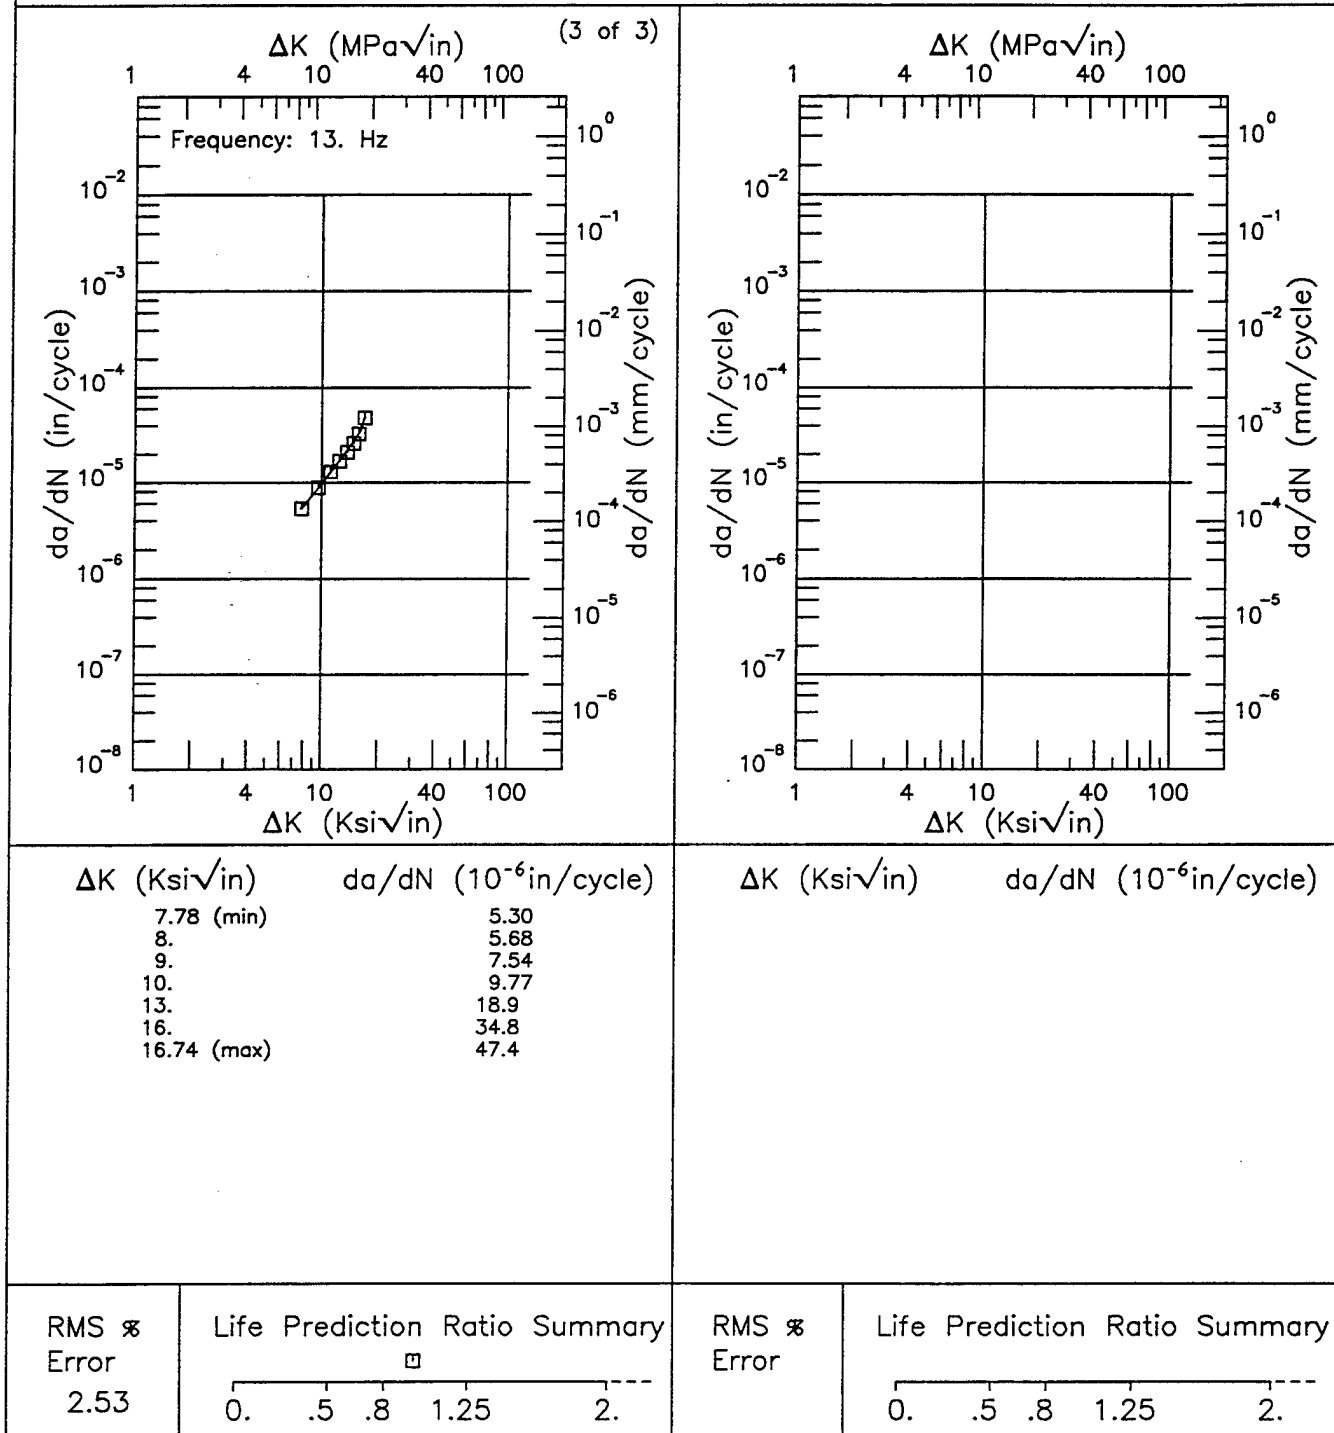 (3 of 3)
ΔK (MPa√in)
1 4 10 40 100
Frequency: 13. Hz
10⁰
10⁻²
10⁻¹
10⁻³
10⁻²
10⁻⁴
10⁻³
10⁻⁵
10⁻⁴
10⁻⁶
10⁻⁵
10⁻⁷
10⁻⁶
10⁻⁸
da/dN (in/cycle)
da/dN (mm/cycle)
1 4 10 40 100
ΔK (Ksi√in)
ΔK (MPa√in)
1 4 10 40 100
10⁰
10⁻²
10⁻¹
10⁻³
10⁻²
10⁻⁴
10⁻³
10⁻⁵
10⁻⁴
10⁻⁶
10⁻⁵
10⁻⁷
10⁻⁶
10⁻⁸
da/dN (in/cycle)
da/dN (mm/cycle)
1 4 10 40 100
ΔK (Ksi√in)
ΔK (Ksi√in) da/dN (10⁻⁶in/cycle)
7.78 (min) 5.30
8. 5.68
9. 7.54
10. 9.77
13. 18.9
16. 34.8
16.74 (max) 47.4
ΔK (Ksi√in) da/dN (10⁻⁶in/cycle)
RMS %
Error
2.53
Life Prediction Ratio Summary
0. .5 .8 1.25 2.
RMS %
Error
Life Prediction Ratio Summary
0. .5 .8 1.25 2.